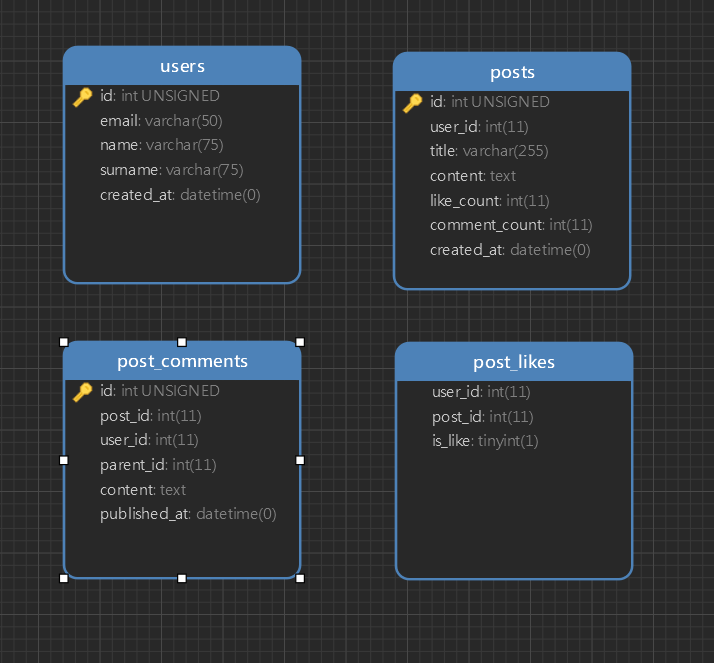 users
id: int UNSIGNED
email: varchar(50)
name: varchar(75)
surname: varchar(75)
created_at: datetime(0)
posts
id: int UNSIGNED
user_id: int(11)
title: varchar(255)
content: text
like_count: int(11)
comment_count: int(11)
created_at: datetime(0)
post_comments
id: int UNSIGNED
post_id: int(11)
user_id: int(11)
parent_id: int(11)
content: text
published_at: datetime(0)
post_likes
user_id: int(11)
post_id: int(11)
is_like: tinyint(1)